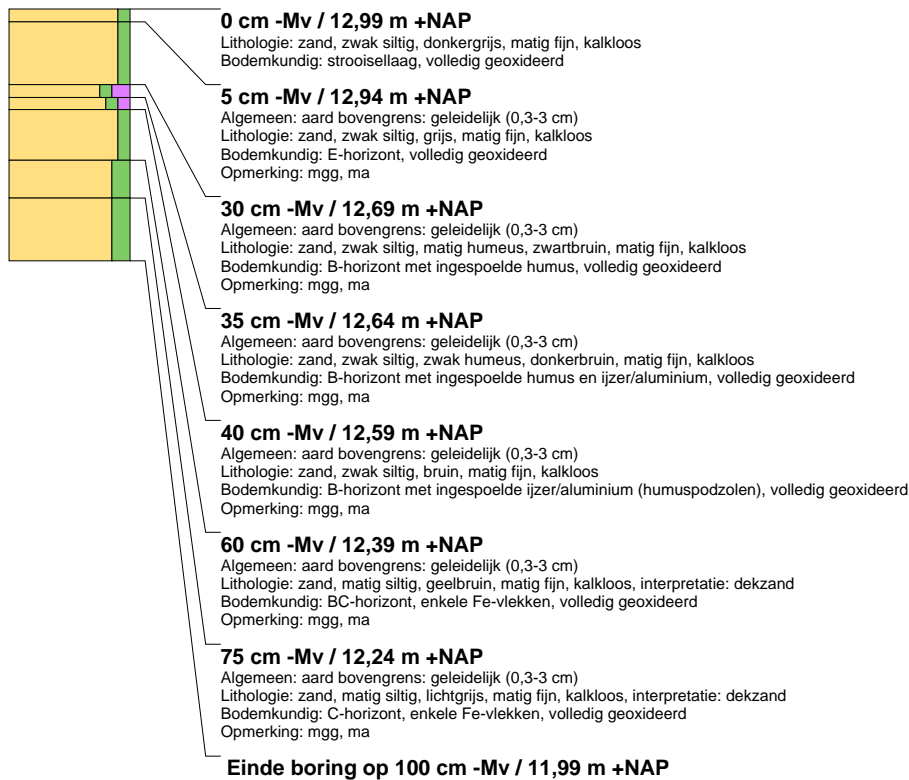 0 cm -Mv / 12,99 m +NAP
Lithologie: zand, zwak siltig, donkergrijs, matig fijn, kalkloos
Bodemkundig: strooisellaag, volledig geoxideerd
5 cm -Mv / 12,94 m +NAP
Algemeen: aard bovengrens: geleidelijk (0,3-3 cm)
Lithologie: zand, zwak siltig, grijs, matig fijn, kalkloos
Bodemkundig: E-horizont, volledig geoxideerd
Opmerking: mgg, ma
30 cm -Mv / 12,69 m +NAP
Algemeen: aard bovengrens: geleidelijk (0,3-3 cm)
Lithologie: zand, zwak siltig, matig humeus, zwartbruin, matig fijn, kalkloos
Bodemkundig: B-horizont met ingespoelde humus, volledig geoxideerd
Opmerking: mgg, ma
35 cm -Mv / 12,64 m +NAP
Algemeen: aard bovengrens: geleidelijk (0,3-3 cm)
Lithologie: zand, zwak siltig, zwak humeus, donkerbruin, matig fijn, kalkloos
Bodemkundig: B-horizont met ingespoelde humus en ijzer/aluminium, volledig geoxideerd
Opmerking: mgg, ma
40 cm -Mv / 12,59 m +NAP
Algemeen: aard bovengrens: geleidelijk (0,3-3 cm)
Lithologie: zand, zwak siltig, bruin, matig fijn, kalkloos
Bodemkundig: B-horizont met ingespoelde ijzer/aluminium (humuspodzolen), volledig geoxideerd
Opmerking: mgg, ma
60 cm -Mv / 12,39 m +NAP
Algemeen: aard bovengrens: geleidelijk (0,3-3 cm)
Lithologie: zand, matig siltig, geelbruin, matig fijn, kalkloos, interpretatie: dekzand
Bodemkundig: BC-horizont, enkele Fe-vlekken, volledig geoxideerd
Opmerking: mgg, ma
75 cm -Mv / 12,24 m +NAP
Algemeen: aard bovengrens: geleidelijk (0,3-3 cm)
Lithologie: zand, matig siltig, lichtgrijs, matig fijn, kalkloos, interpretatie: dekzand
Bodemkundig: C-horizont, enkele Fe-vlekken, volledig geoxideerd
Opmerking: mgg, ma
Einde boring op 100 cm -Mv / 11,99 m +NAP